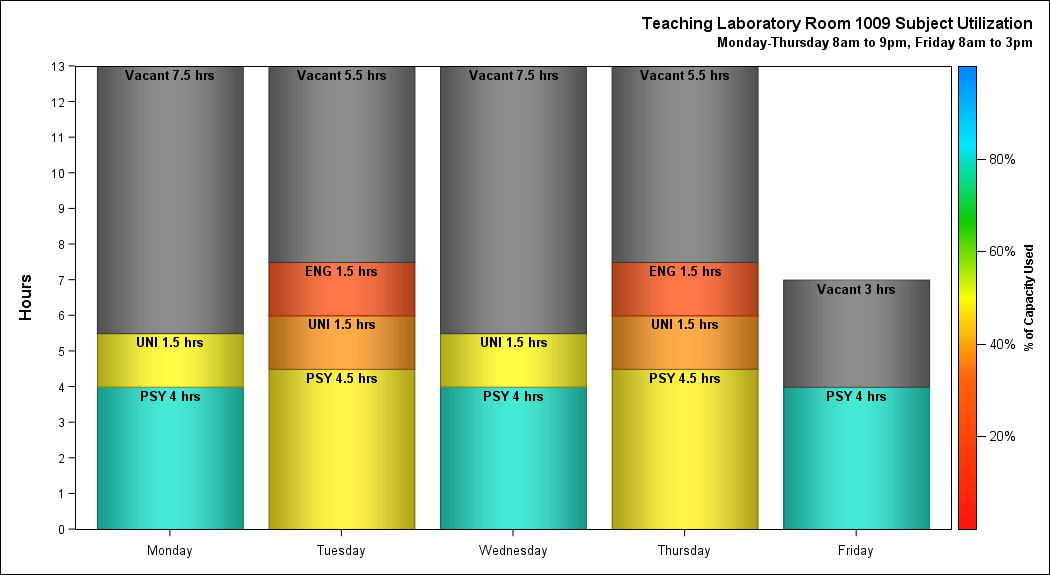 Teaching Laboratory Room 1009 Subject Utilization
Monday-Thursday 8am to 9pm, Friday 8am to 3pm
Hours
13
12
11
10
9
8
7
6
5
4
3
2
1
0
Vacant 7.5 hrs
UNI 1.5 hrs
PSY 4 hrs
Vacant 5.5 hrs
ENG 1.5 hrs
UNI 1.5 hrs
PSY 4.5 hrs
Vacant 7.5 hrs
UNI 1.5 hrs
PSY 4 hrs
Vacant 5.5 hrs
ENG 1.5 hrs
UNI 1.5 hrs
PSY 4.5 hrs
Vacant 3 hrs
PSY 4 hrs
Monday
Tuesday
Wednesday
Thursday
Friday
80%
60%
40%
20%
% of Capacity Used